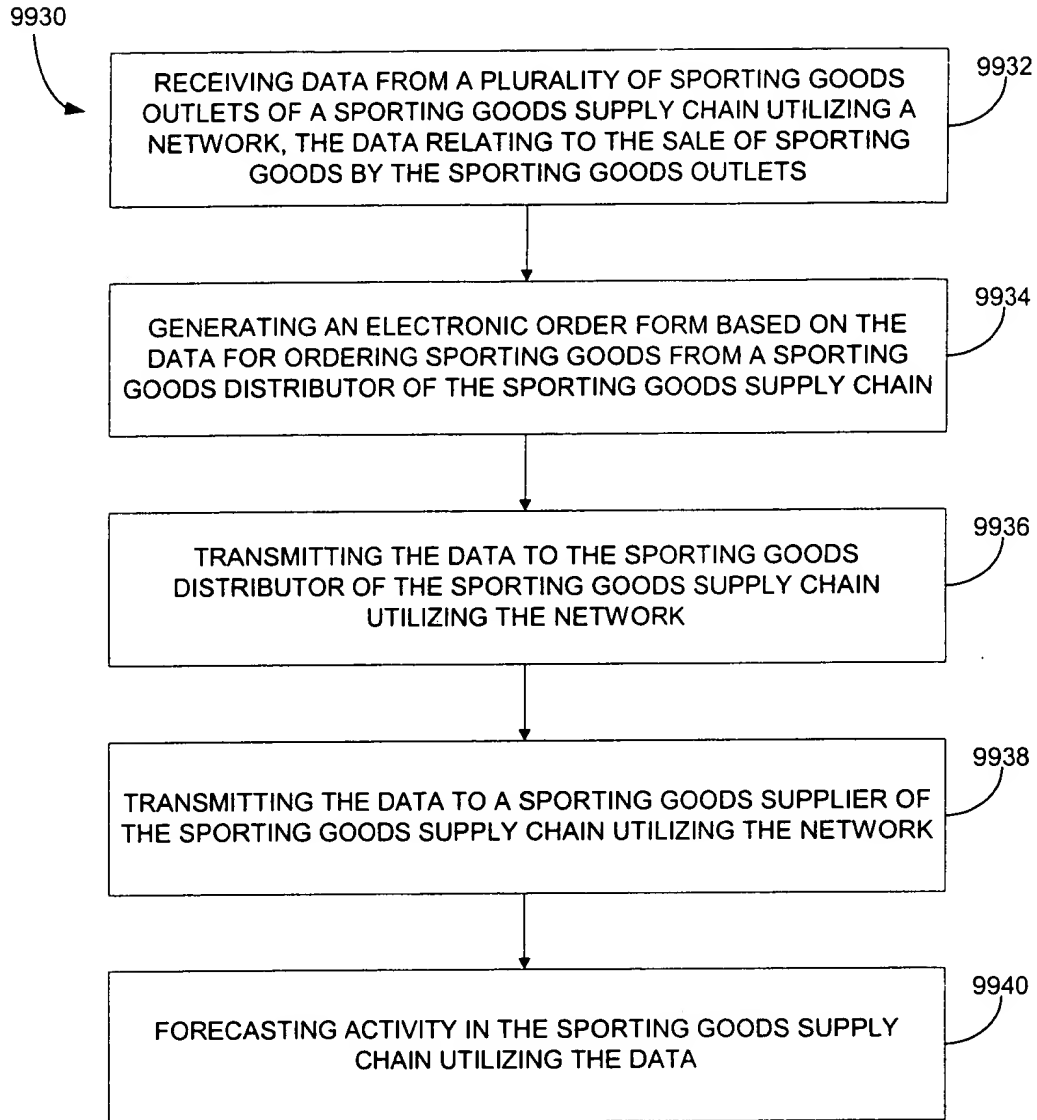 9930
RECEIVING DATA FROM A PLURALITY OF SPORTING GOODS
OUTLETS OF A SPORTING GOODS SUPPLY CHAIN UTILIZING A
NETWORK, THE DATA RELATING TO THE SALE OF SPORTING
GOODS BY THE SPORTING GOODS OUTLETS
9932
GENERATING AN ELECTRONIC ORDER FORM BASED ON THE
DATA FOR ORDERING SPORTING GOODS FROM A SPORTING
GOODS DISTRIBUTOR OF THE SPORTING GOODS SUPPLY CHAIN
9934
TRANSMITTING THE DATA TO THE SPORTING GOODS
DISTRIBUTOR OF THE SPORTING GOODS SUPPLY CHAIN
UTILIZING THE NETWORK
9936
TRANSMITTING THE DATA TO A SPORTING GOODS SUPPLIER OF
THE SPORTING GOODS SUPPLY CHAIN UTILIZING THE NETWORK
9938
FORECASTING ACTIVITY IN THE SPORTING GOODS SUPPLY
CHAIN UTILIZING THE DATA
9940